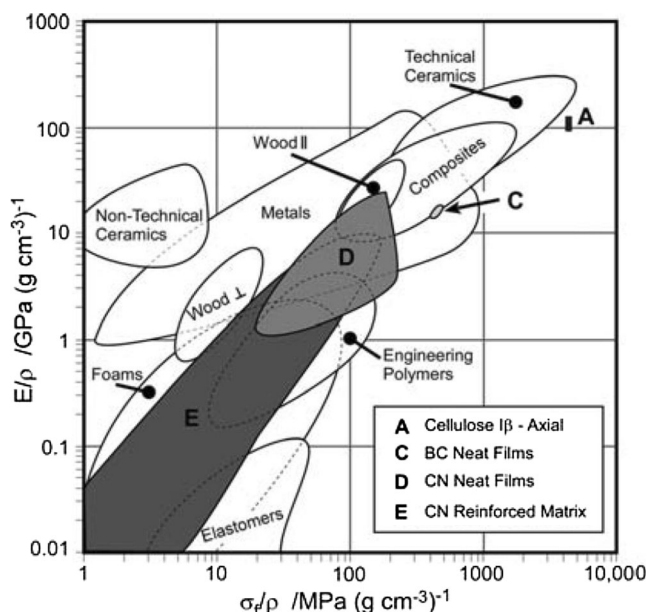 1000
100
10
1
0.1
0.01
E/ρ /GPa (g cm⁻³)⁻¹
Technical
Ceramics
A
Wood ||
Composites
C
Non-Technical
Ceramics
Metals
D
Wood ⊥
Foams
Engineering
Polymers
E
Elastomers
A Cellulose Iβ - Axial
C BC Neat Films
D CN Neat Films
E CN Reinforced Matrix
1 10 100 1000 10,000
σf/ρ /MPa (g cm⁻³)⁻¹